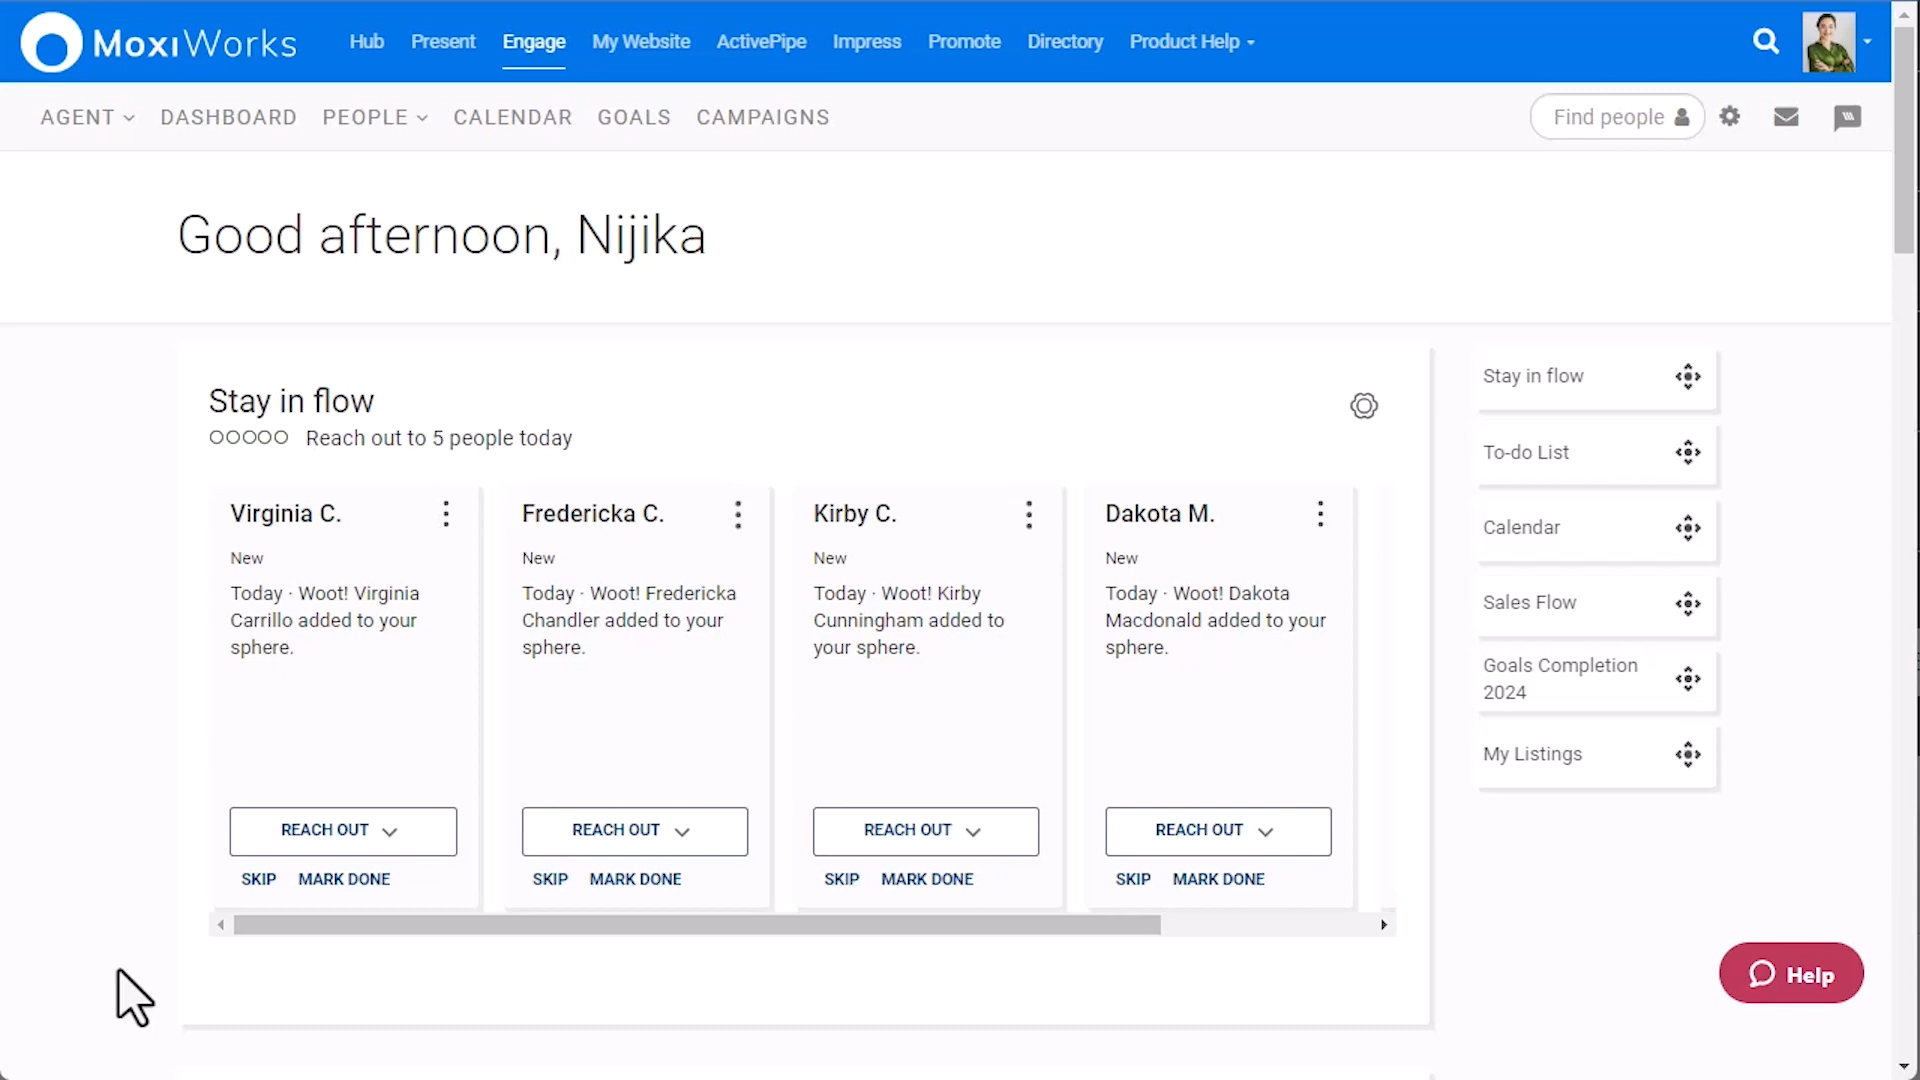 MoxiWorks
Hub Present Engage My Website ActivePipe Impress Promote Directory Product Help
AGENT DASHBOARD PEOPLE CALENDAR GOALS CAMPAIGNS
Find people
Good afternoon, Nijika
Stay in flow
Reach out to 5 people today
Virginia C.
New
Today · Woot! Virginia
Carrillo added to your
sphere.
REACH OUT
SKIP MARK DONE
Fredericka C.
New
Today · Woot! Fredericka
Chandler added to your
sphere.
REACH OUT
SKIP MARK DONE
Kirby C.
New
Today · Woot! Kirby
Cunningham added to
your sphere.
REACH OUT
SKIP MARK DONE
Dakota M.
New
Today · Woot! Dakota
Macdonald added to your
sphere.
REACH OUT
SKIP MARK DONE
Stay in flow
To-do List
Calendar
Sales Flow
Goals Completion
2024
My Listings
Help